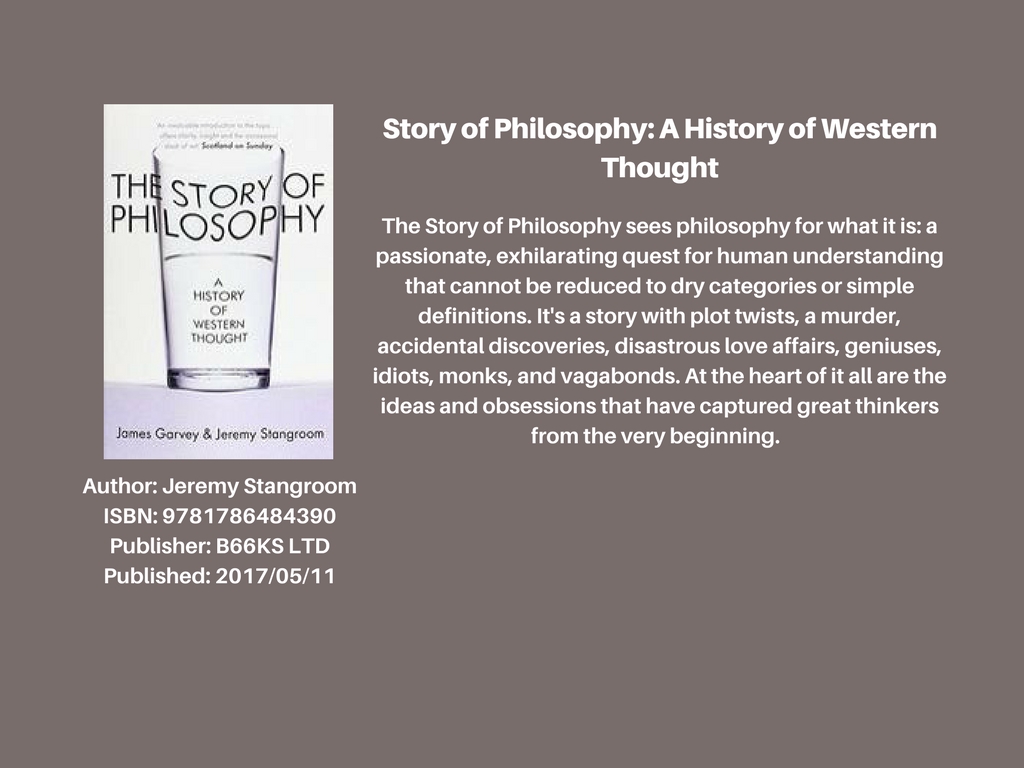 An invaluable introduction to the topic,
offers clarity, insight and the occasional
Scotland on Sunday
THE STORY OF
PHILOSOPHY
A
HISTORY
OF
WESTERN
THOUGHT
James Garvey & Jeremy Stangroom
Author: Jeremy Stangroom
ISBN: 9781786484390
Publisher: B66KS LTD
Published: 2017/05/11
Story of Philosophy: A History of Western
Thought
The Story of Philosophy sees philosophy for what it is: a
passionate, exhilarating quest for human understanding
that cannot be reduced to dry categories or simple
definitions. It's a story with plot twists, a murder,
accidental discoveries, disastrous love affairs, geniuses,
idiots, monks, and vagabonds. At the heart of it all are the
ideas and obsessions that have captured great thinkers
from the very beginning.